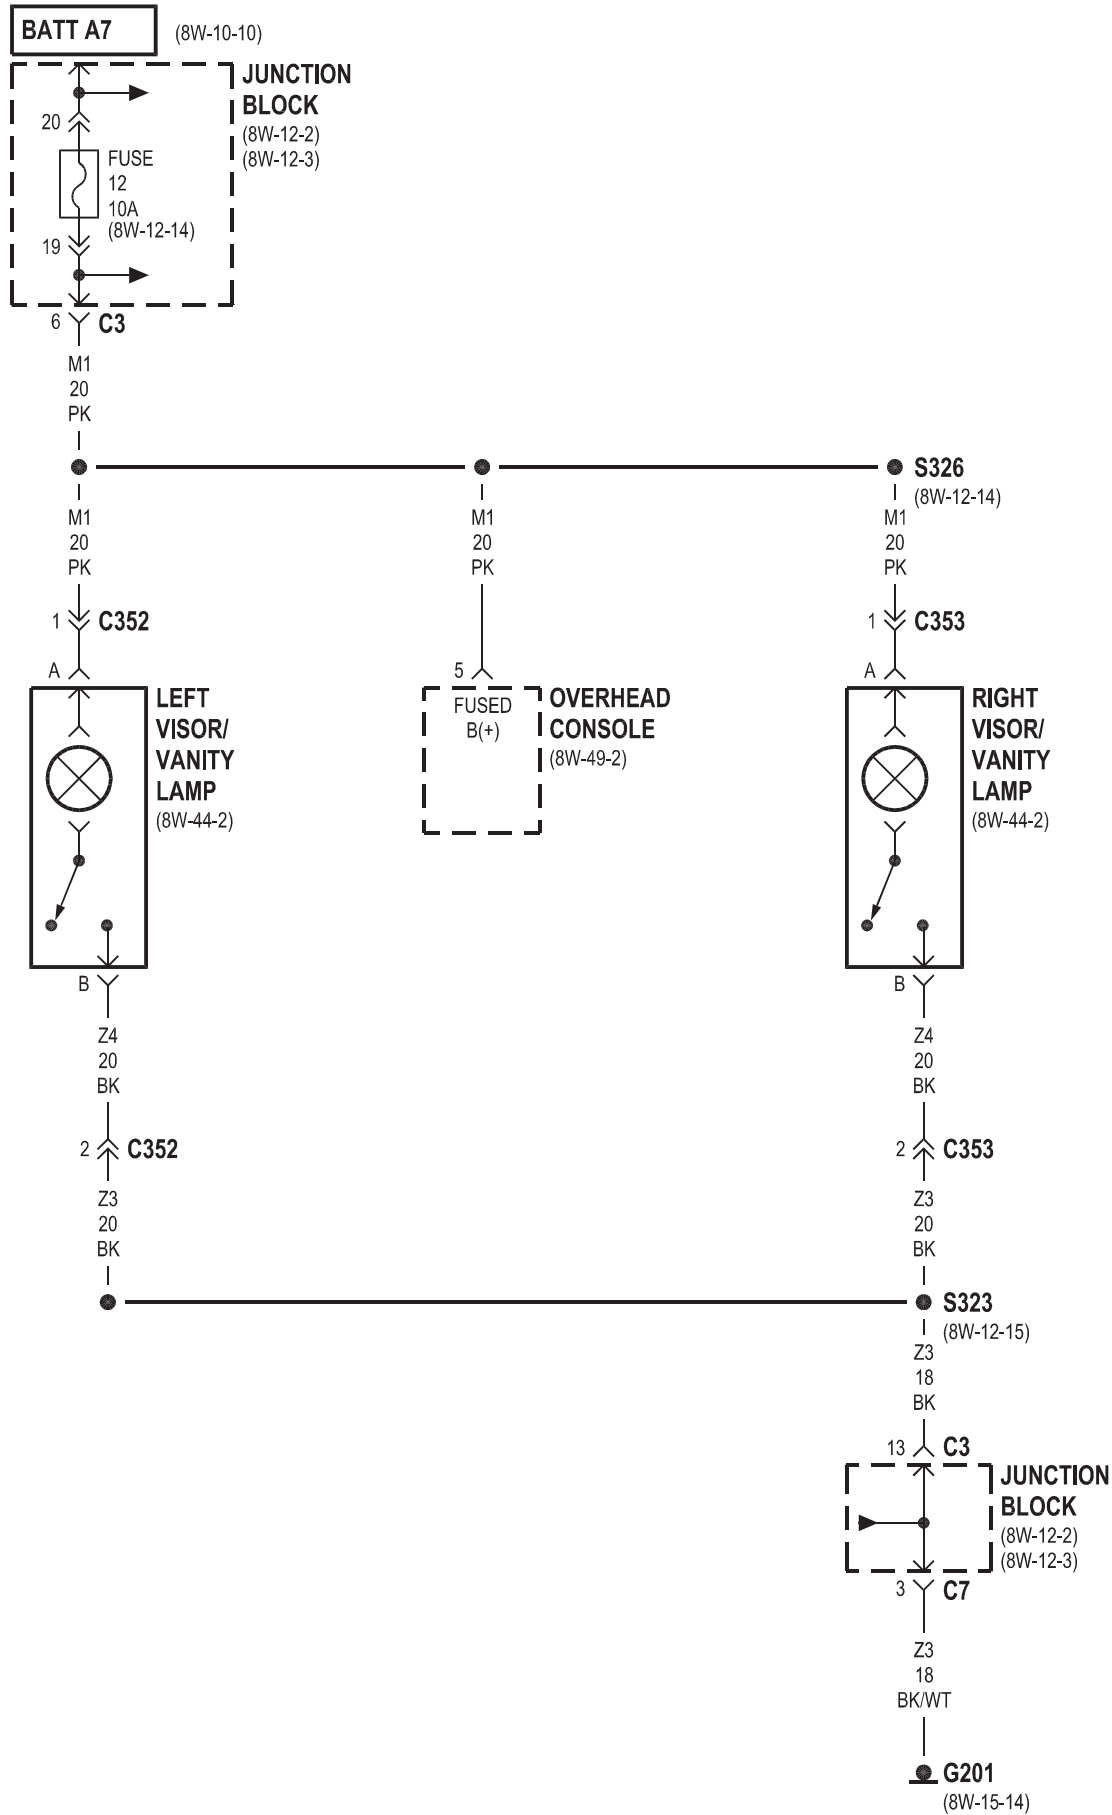 BATT A7
(8W-10-10)
JUNCTION
BLOCK
(8W-12-2)
(8W-12-3)
20
FUSE
12
10A
(8W-12-14)
19
6
C3
M1
20
PK
S326
(8W-12-14)
M1
20
PK
M1
20
PK
M1
20
PK
1
C352
1
C353
A
5
A
LEFT
VISOR/
VANITY
LAMP
(8W-44-2)
FUSED
B(+)
OVERHEAD
CONSOLE
(8W-49-2)
RIGHT
VISOR/
VANITY
LAMP
(8W-44-2)
B
B
Z4
20
BK
Z4
20
BK
2
C352
2
C353
Z3
20
BK
Z3
20
BK
S323
(8W-12-15)
Z3
18
BK
13
C3
JUNCTION
BLOCK
(8W-12-2)
(8W-12-3)
3
C7
Z3
18
BK/WT
G201
(8W-15-14)